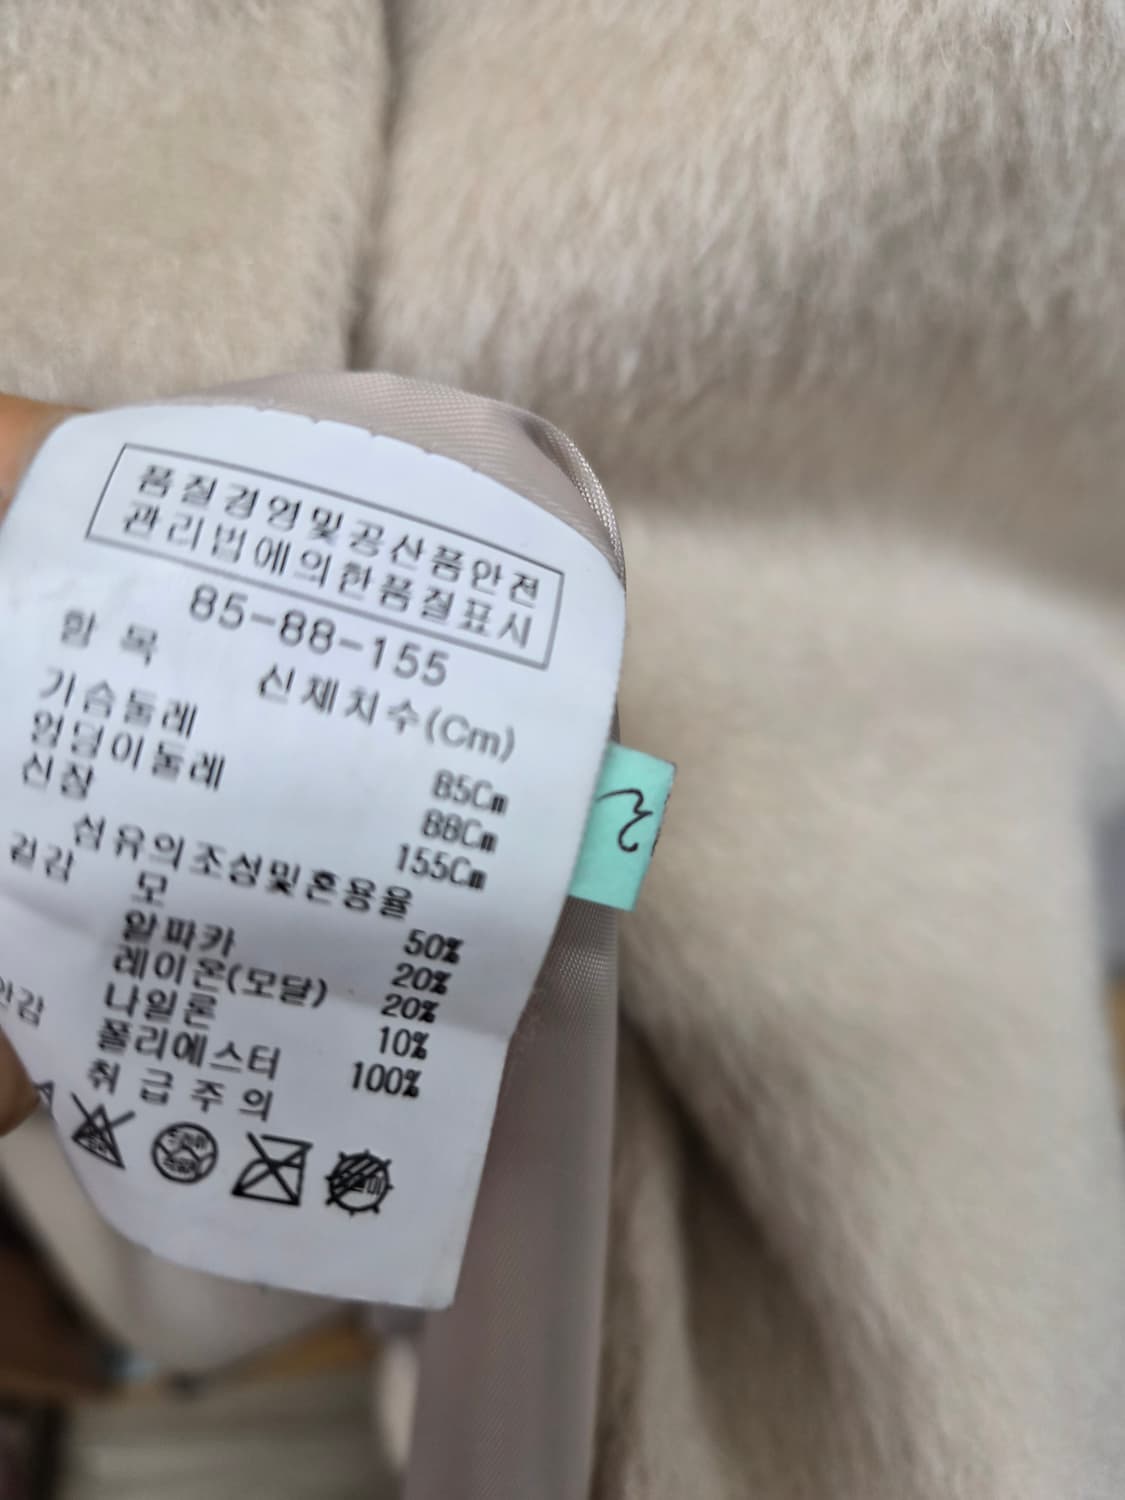 품질경영및공산품안전
관리법에의한품질표시
85-88-155
항 목 신체치수(Cm)
가슴둘레 85Cm
엉덩이둘레 88Cm
신장 155Cm
섬유의조성및혼용율
겉감 모 50%
알파카 20%
레이온(모달) 20%
나일론 10%
안감 폴리에스터 100%
취 급 주 의